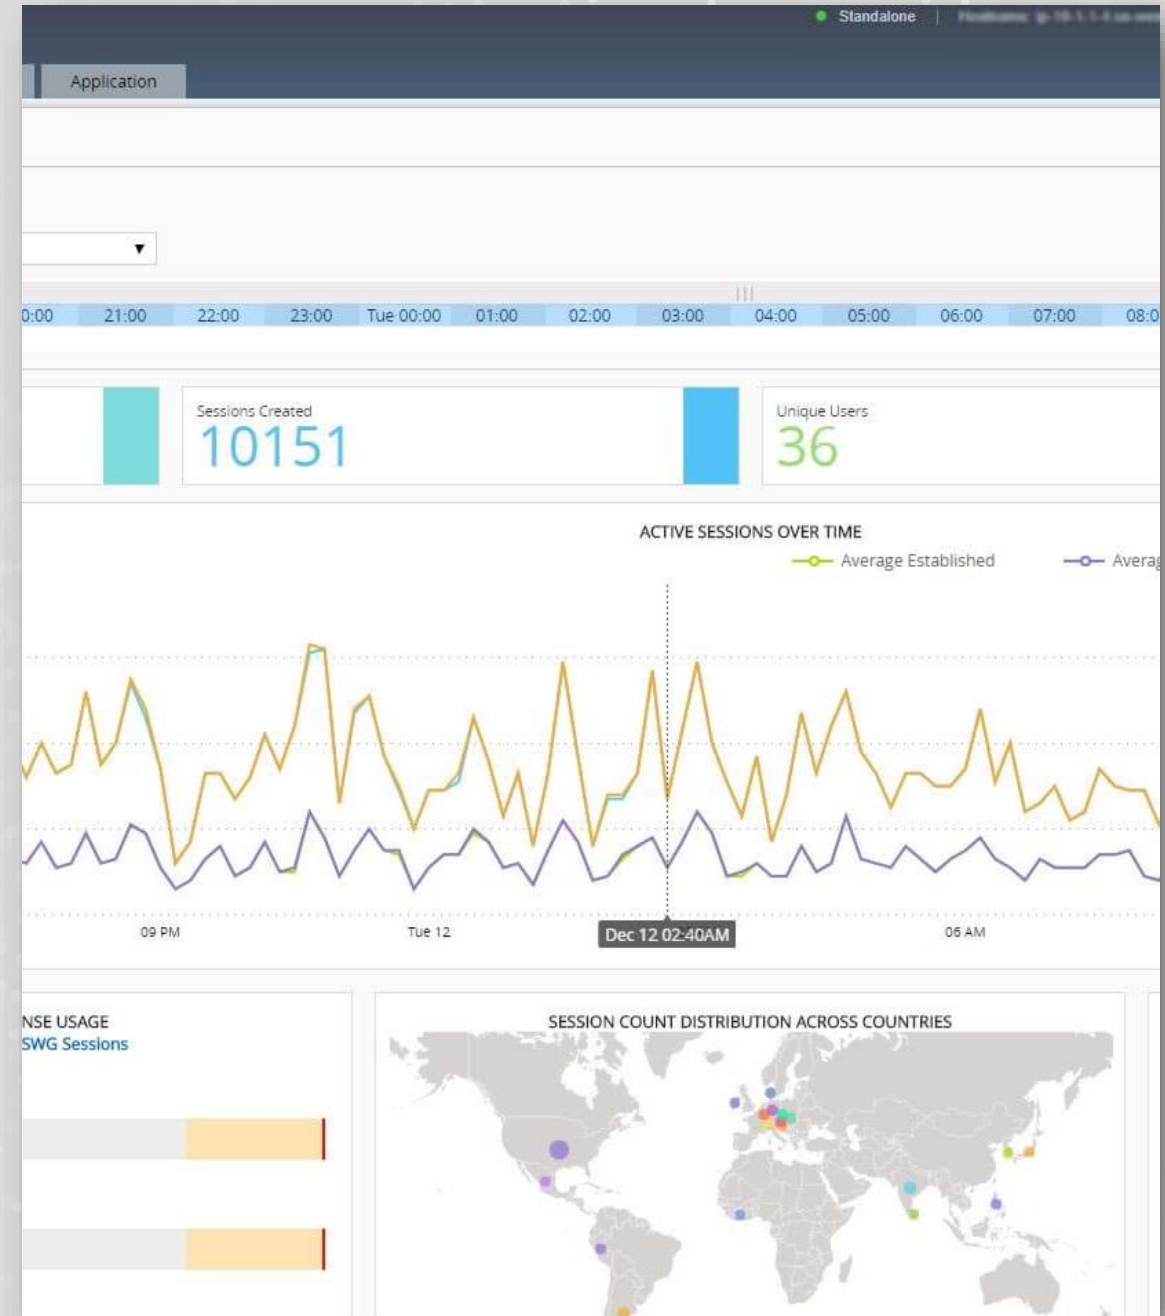 Standalone
Application
0:00 21:00 22:00 23:00 Tue 00:00 01:00 02:00 03:00 04:00 05:00 06:00 07:00 08:0
Sessions Created
10151
Unique Users
36
ACTIVE SESSIONS OVER TIME
Average Established
Averag
09 PM Tue 12 Dec 12 02:40AM 06 AM
NSE USAGE
SWG Sessions
SESSION COUNT DISTRIBUTION ACROSS COUNTRIES